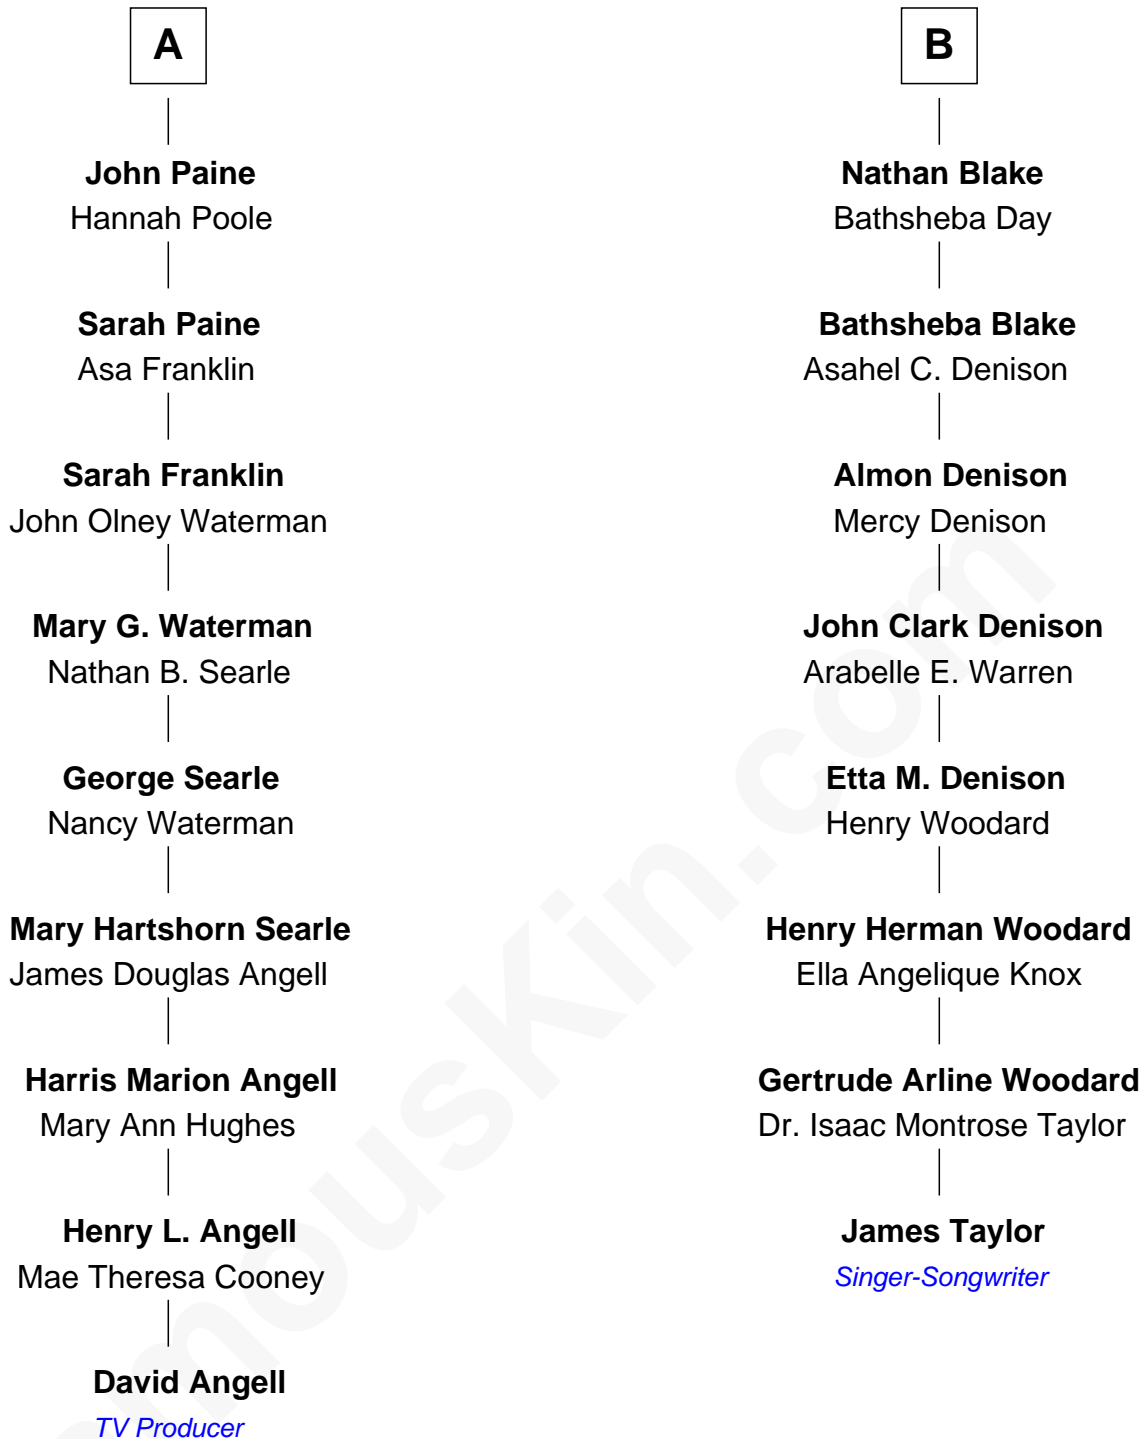 A
John Paine
Hannah Poole
Sarah Paine
Asa Franklin
Sarah Franklin
John Olney Waterman
Mary G. Waterman
Nathan B. Searle
George Searle
Nancy Waterman
Mary Hartshorn Searle
James Douglas Angell
Harris Marion Angell
Mary Ann Hughes
Henry L. Angell
Mae Theresa Cooney
David Angell
TV Producer
B
Nathan Blake
Bathsheba Day
Bathsheba Blake
Asahel C. Denison
Almon Denison
Mercy Denison
John Clark Denison
Arabelle E. Warren
Etta M. Denison
Henry Woodard
Henry Herman Woodard
Ella Angelique Knox
Gertrude Arline Woodard
Dr. Isaac Montrose Taylor
James Taylor
Singer-Songwriter
mousKin.com